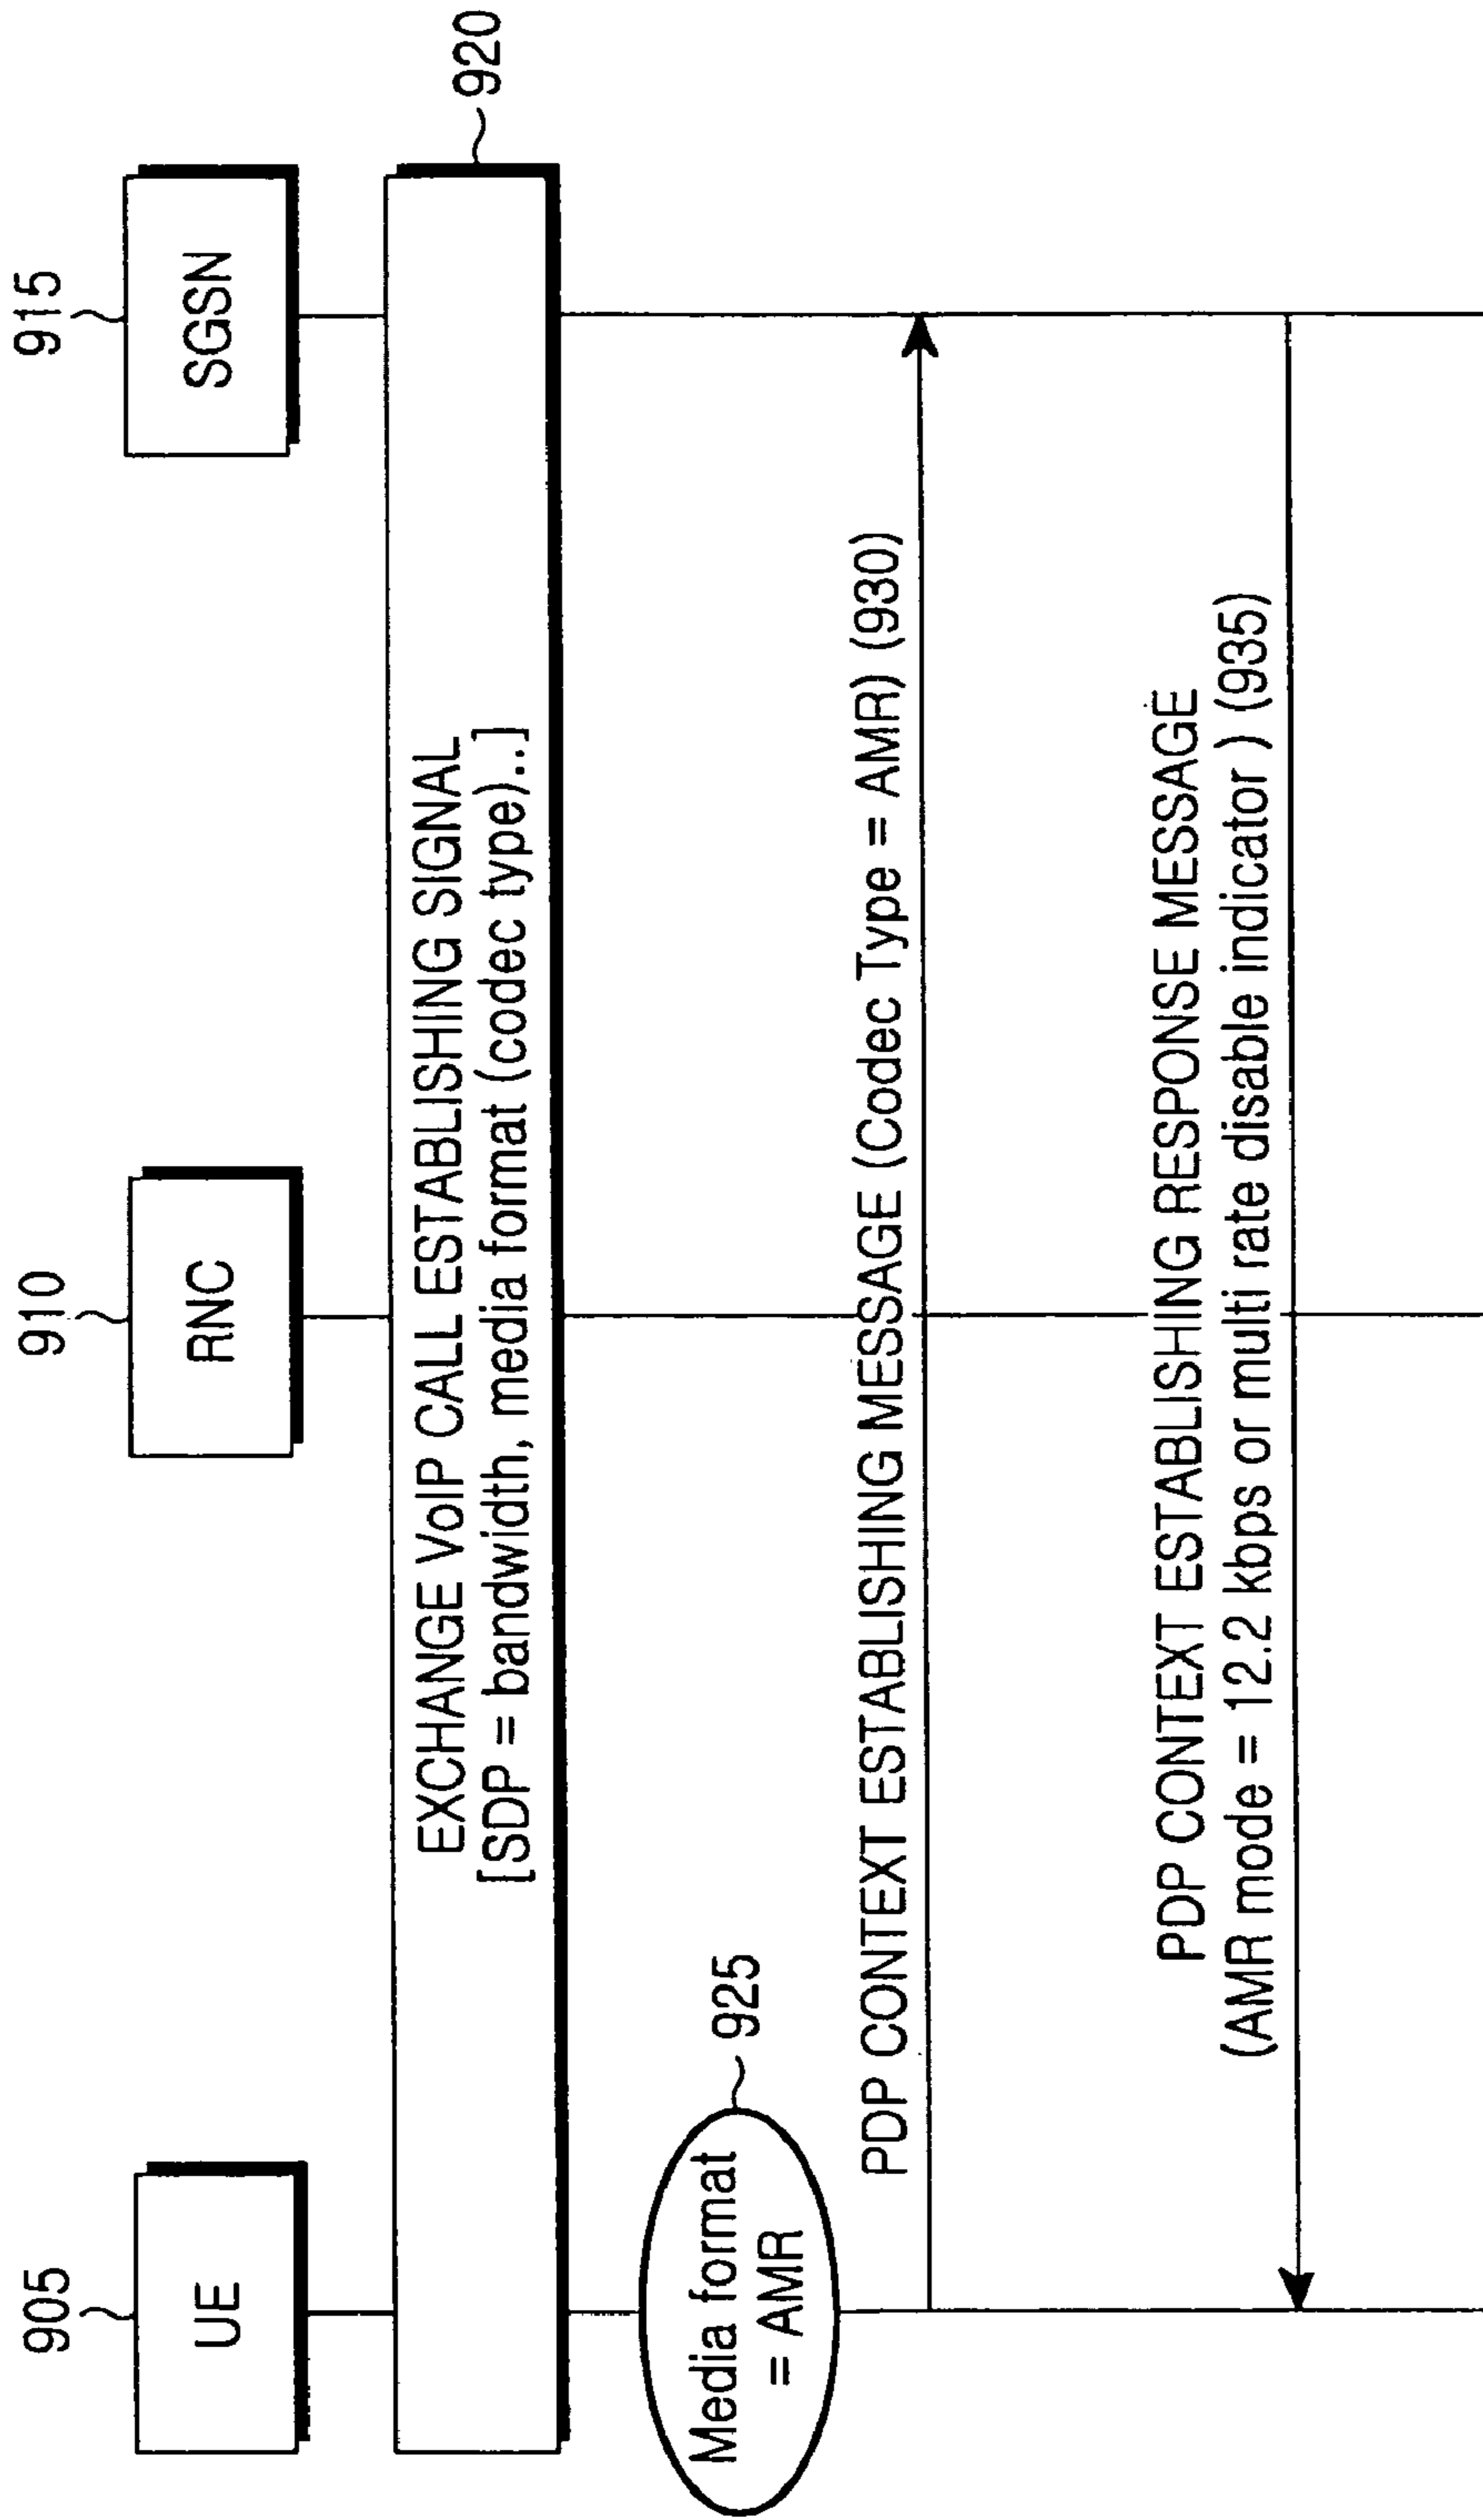 905
910
915
UE
RNC
SGSN
EXCHANGE VoIP CALL ESTABLISHING SIGNAL
[SDP = bandwidth, media format (codec type)..]
920
Media format
= AMR
925
PDP CONTEXT ESTABLISHING MESSAGE (Codec Type = AMR) (930)
PDP CONTEXT ESTABLISHING RESPONSE MESSAGE
(AMR mode = 12.2 kbps or multi rate disable indicator ) (935)